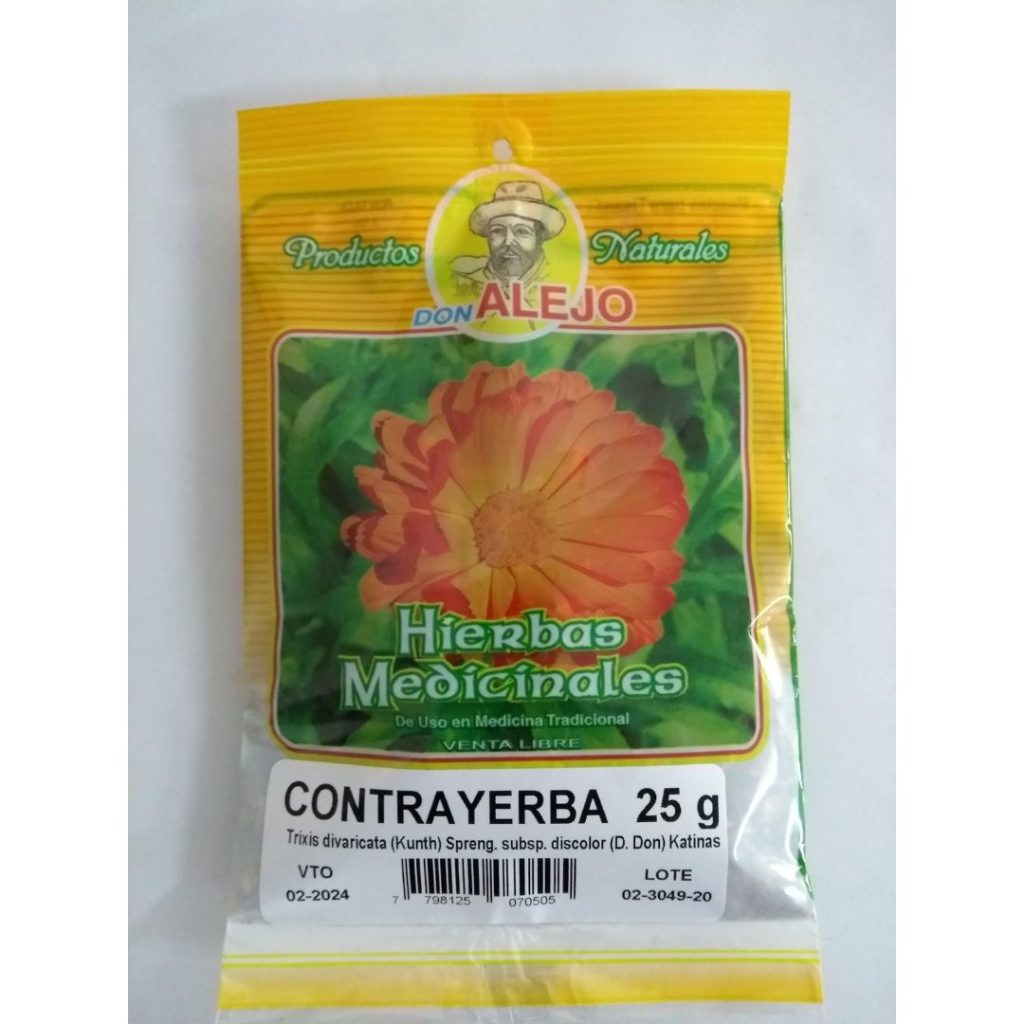 Productos Naturales
DON ALEJO
Hierbas
Medicinales
De Uso en Medicina Tradicional
VENTA LIBRE
CONTRAYERBA 25 g
Trixis divaricata (Kunth) Spreng. subsp. discolor (D. Don) Katinas
VTO
02-2024
7 798125 070505
LOTE
02-3049-20